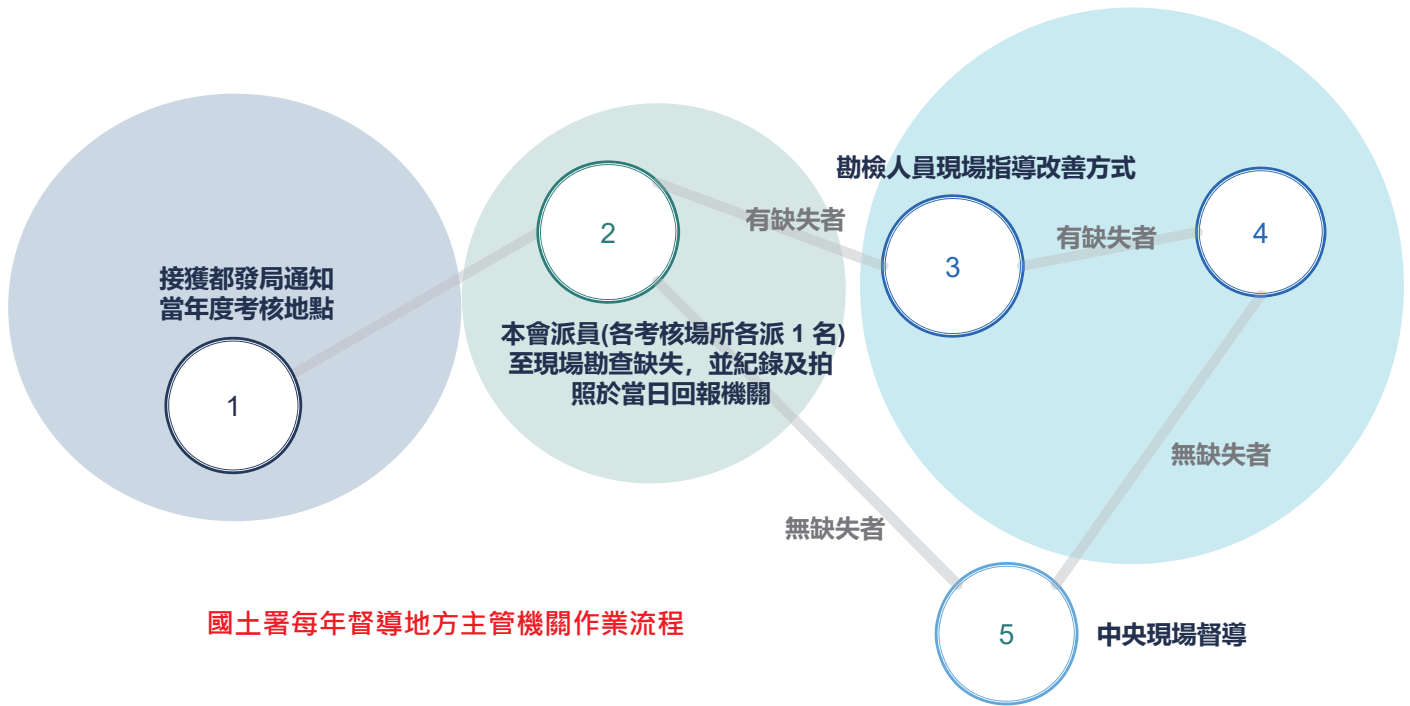 接獲都發局通知
當年度考核地點
1
2
本會派員(各考核場所各派 1 名)
至現場勘查缺失，並紀錄及拍
照於當日回報機關
有缺失者
勘檢人員現場指導改善方式
3
有缺失者
4
無缺失者
無缺失者
5
中央現場督導
國土署每年督導地方主管機關作業流程